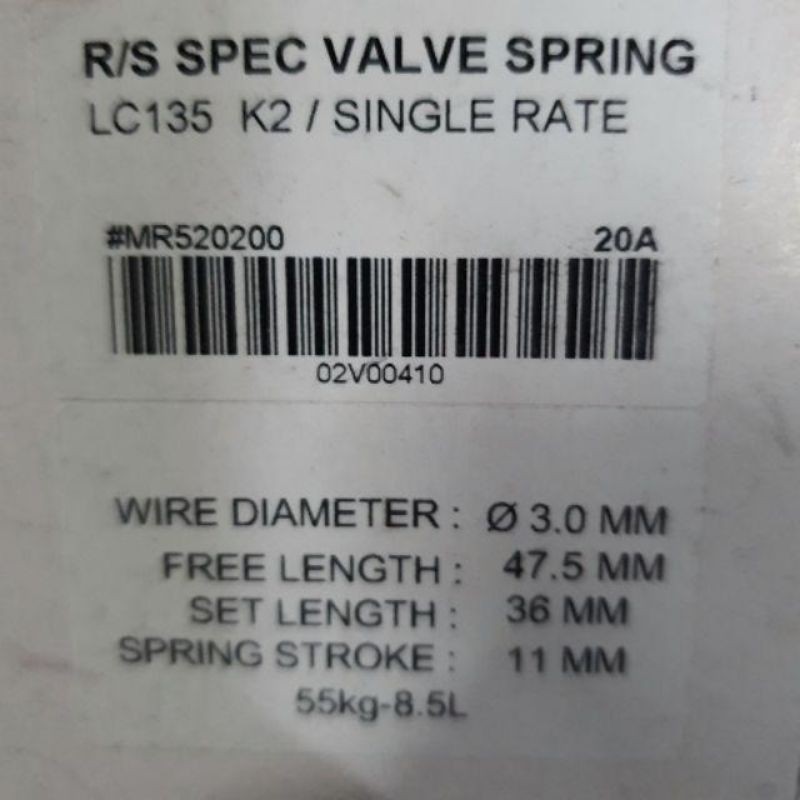 R/S SPEC VALVE SPRING
LC135 K2 / SINGLE RATE
#MR520200 20A
02V00410
WIRE DIAMETER : Ø 3.0 MM
FREE LENGTH : 47.5 MM
SET LENGTH : 36 MM
SPRING STROKE : 11 MM
55kg-8.5L